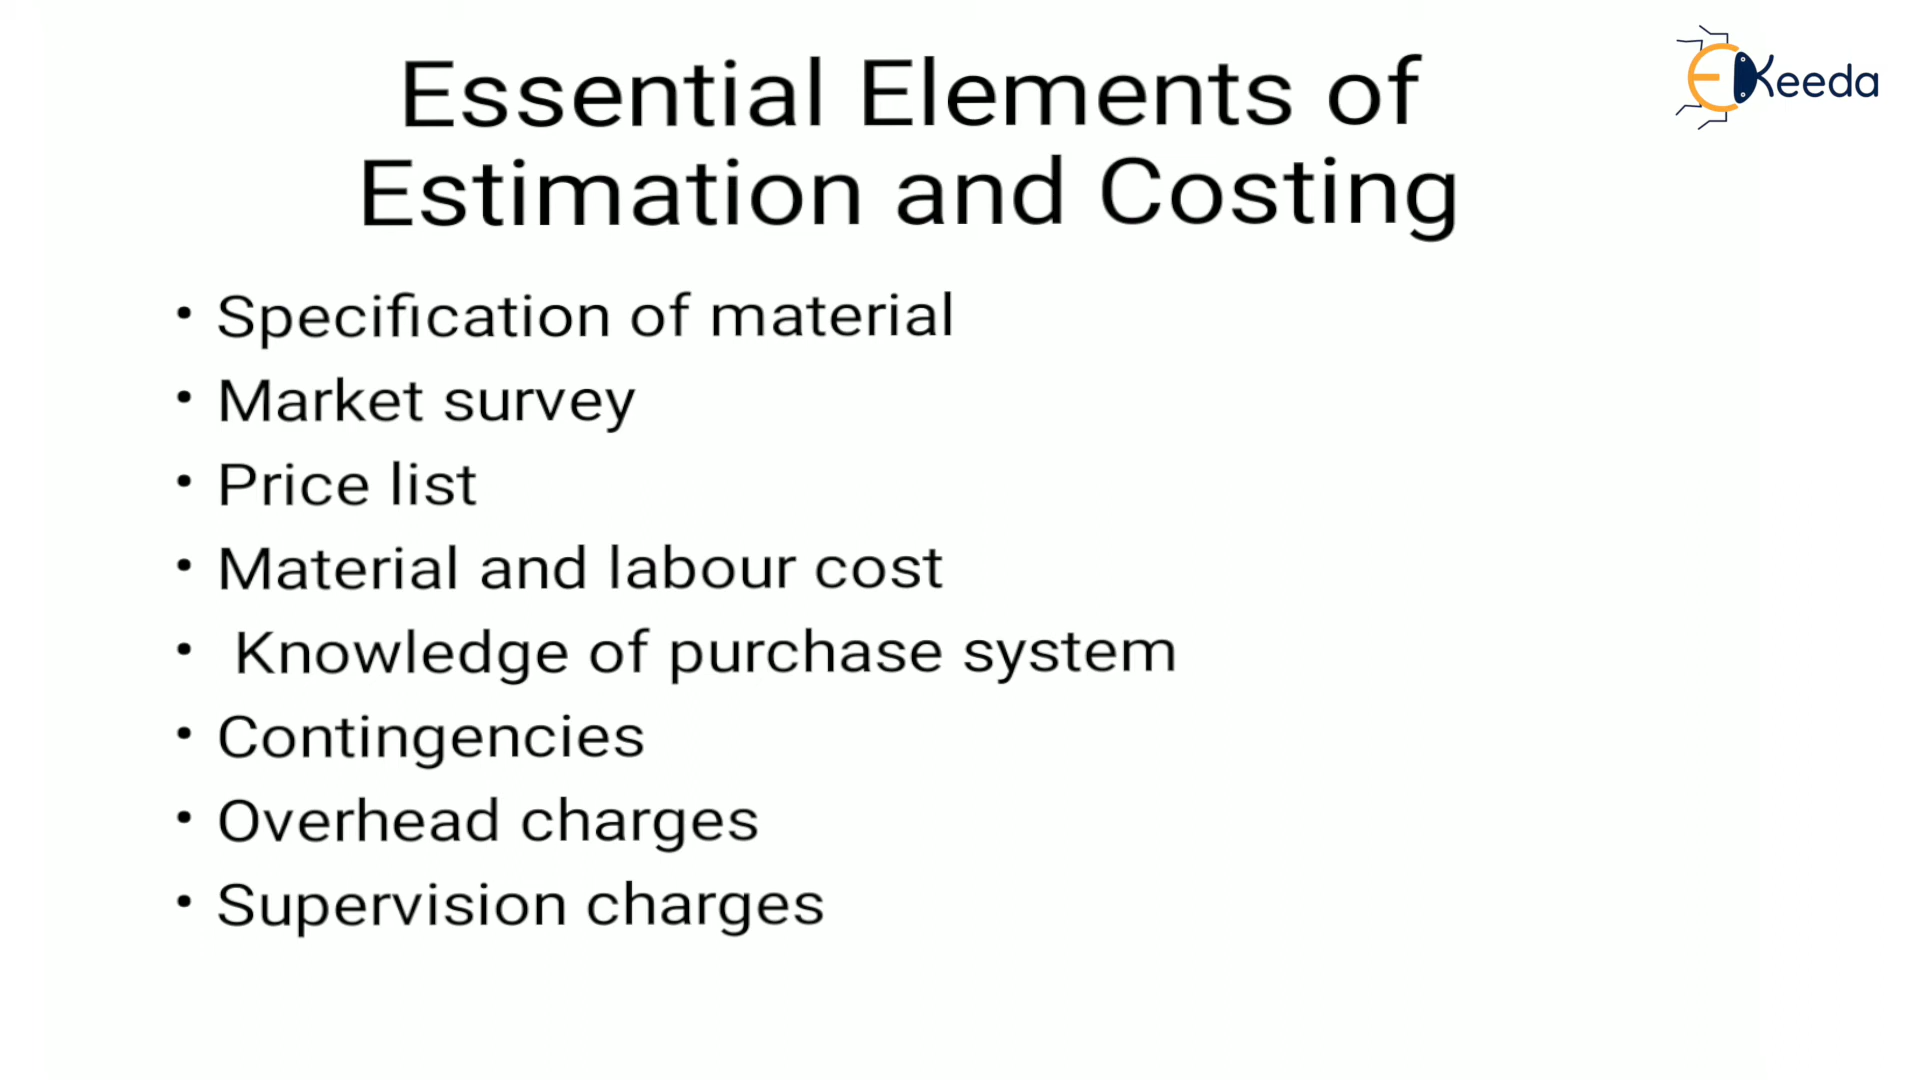 Essential Elements of
Estimation and Costing
EKeeda
• Specification of material
• Market survey
• Price list
• Material and labour cost
• Knowledge of purchase system
• Contingencies
• Overhead charges
• Supervision charges